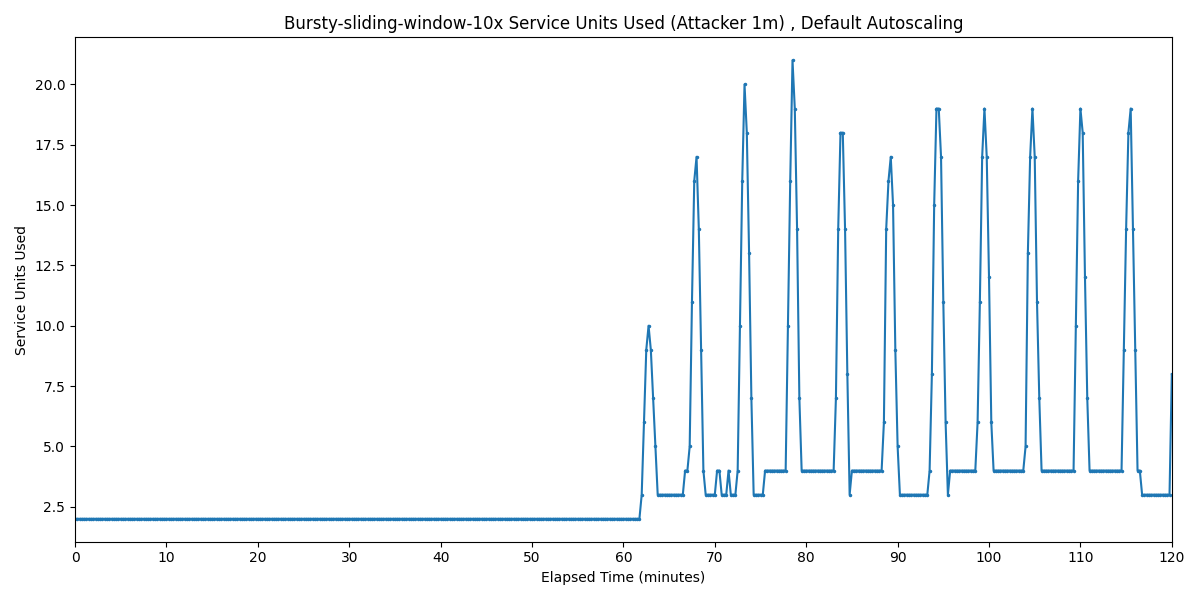 Bursty-sliding-window-10x Service Units Used (Attacker 1m) , Default Autoscaling
20.0
17.5
15.0
12.5
10.0
7.5
5.0
2.5
Service Units Used
0 10 20 30 40 50 60 70 80 90 100 110 120
Elapsed Time (minutes)